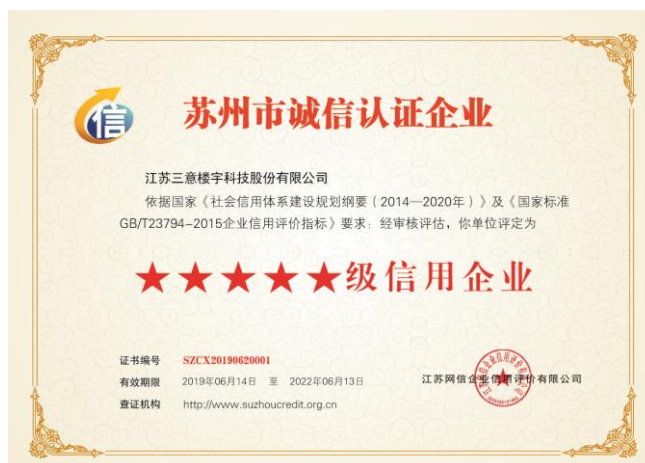 信
苏州市诚信认证企业
江苏三意楼宇科技股份有限公司
依据国家《社会信用体系建设规划纲要（2014—2020年）》及《国家标准
GB/T23794-2015企业信用评价指标》要求：经审核评估，你单位评定为
★★★★★级信用企业
证书编号 SZCX20190620001
有效期限 2019年06月14日 至 2022年06月13日
查证机构 http://www.suzhoucredit.org.cn
江苏网信企业信用评价有限公司